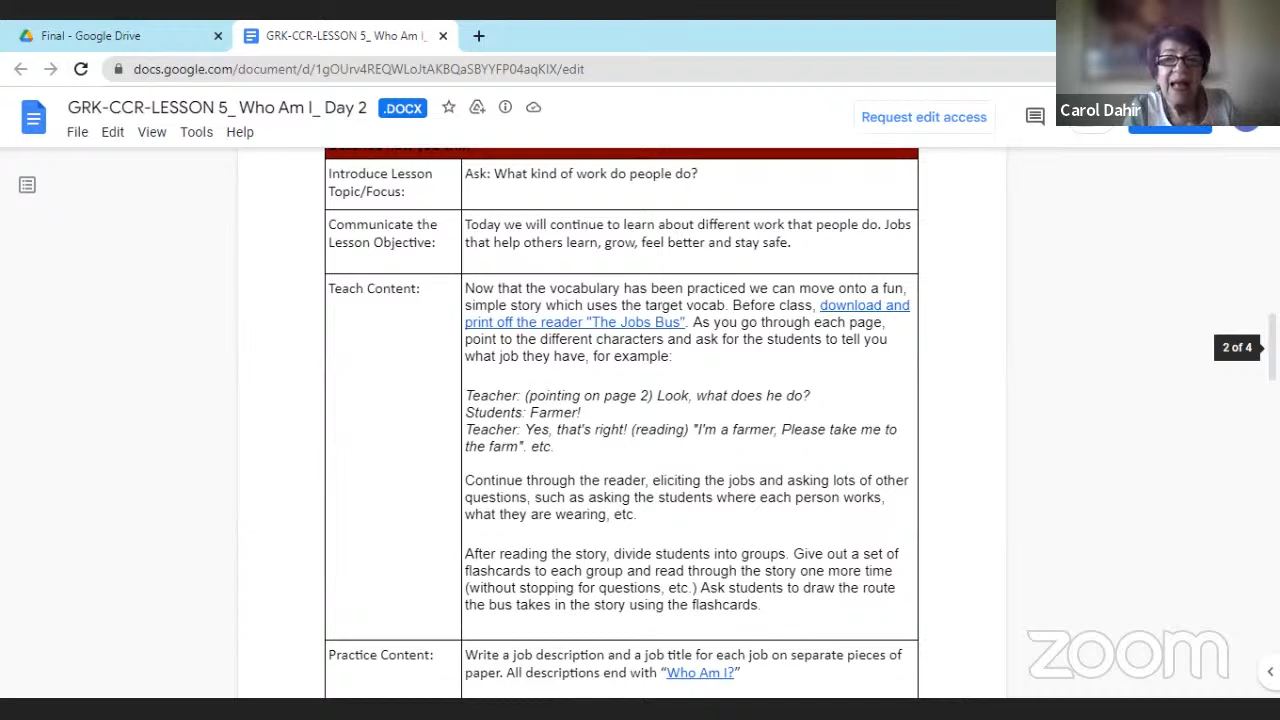 Final - Google Drive
GRK-CCR-LESSON 5_ Who Am I_
docs.google.com/document/d/1gOUrv4REQWLoJtAKBQaSBYYFP04aqKIX/edit
Carol Dahir
GRK-CCR-LESSON 5_ Who Am I_ Day 2 .DOCX
File Edit View Tools Help
Request edit access
Introduce Lesson
Topic/Focus:
Ask: What kind of work do people do?
Communicate the
Lesson Objective:
Today we will continue to learn about different work that people do. Jobs
that help others learn, grow, feel better and stay safe.
Teach Content:
Now that the vocabulary has been practiced we can move onto a fun,
simple story which uses the target vocab. Before class, download and
print off the reader "The Jobs Bus". As you go through each page,
point to the different characters and ask for the students to tell you
what job they have, for example:
Teacher: (pointing on page 2) Look, what does he do?
Students: Farmer!
Teacher: Yes, that's right! (reading) "I'm a farmer, Please take me to
the farm". etc.
Continue through the reader, eliciting the jobs and asking lots of other
questions, such as asking the students where each person works,
what they are wearing, etc.
After reading the story, divide students into groups. Give out a set of
flashcards to each group and read through the story one more time
(without stopping for questions, etc.) Ask students to draw the route
the bus takes in the story using the flashcards.
Practice Content:
Write a job description and a job title for each job on separate pieces of
paper. All descriptions end with “Who Am I?”
2 of 4
zoom